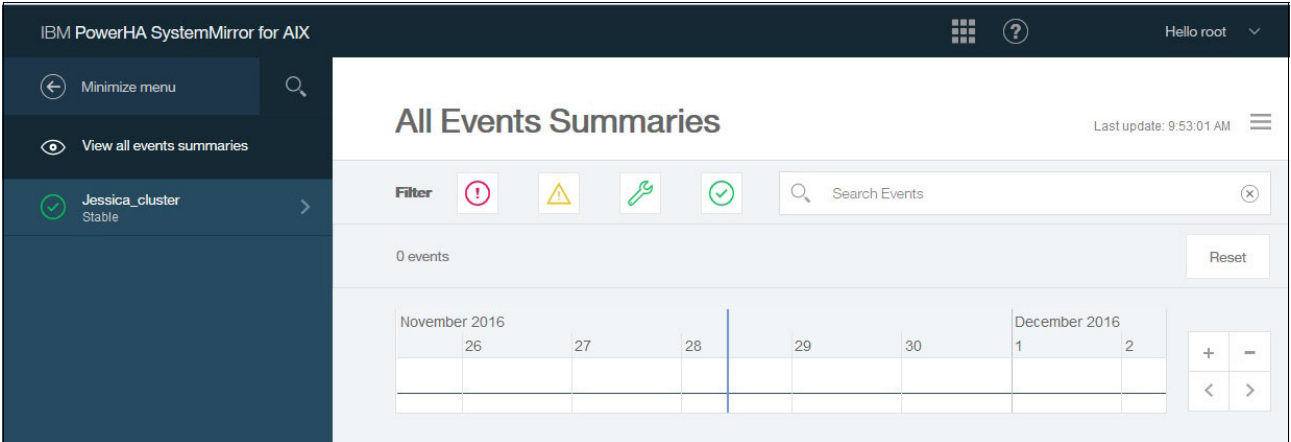 IBM PowerHA SystemMirror for AIX
?
Hello root
Minimize menu
View all events summaries
Jessica_cluster
Stable
All Events Summaries
Last update: 9:53:01 AM
Filter
Search Events
0 events
Reset
November 2016
December 2016
26 27 28 29 30 1 2
+ −
< >